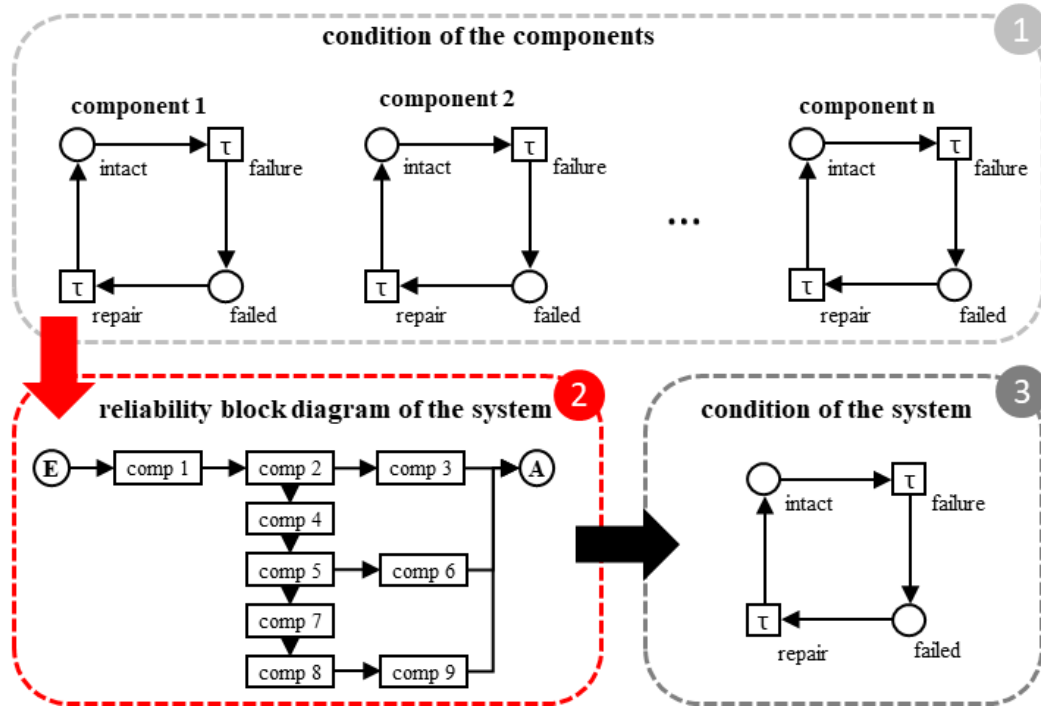 condition of the components
1
component 1
component 2
component n
τ
τ
τ
intact
failure
intact
failure
intact
failure
...
τ
τ
τ
repair
failed
repair
failed
repair
failed
2
3
reliability block diagram of the system
condition of the system
E
comp 1
comp 2
comp 3
A
comp 4
comp 5
comp 6
comp 7
comp 8
comp 9
τ
intact
failure
τ
repair
failed